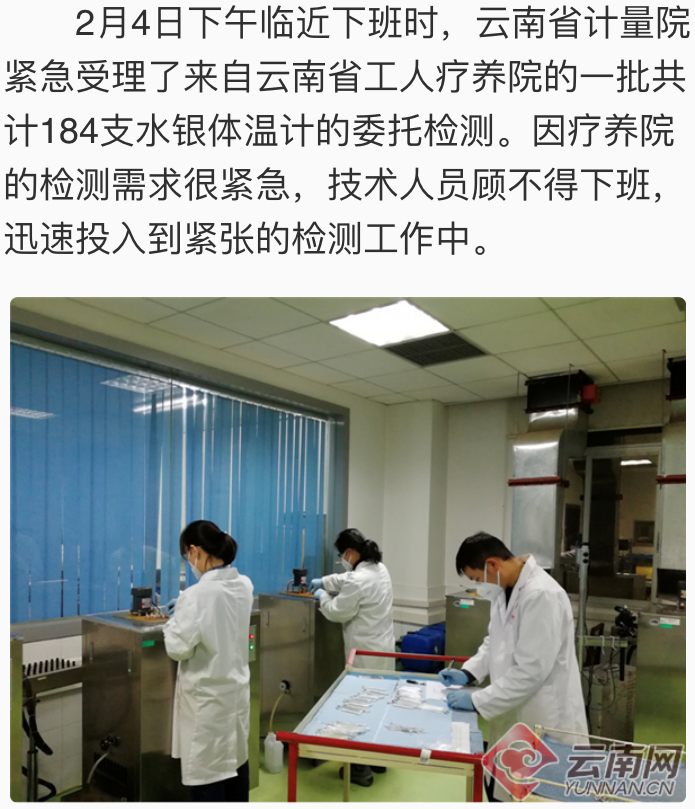 2月4日下午临近下班时，云南省计量院
紧急受理了来自云南省工人疗养院的一批共
计184支水银体温计的委托检测。因疗养院
的检测需求很紧急，技术人员顾不得下班，
迅速投入到紧张的检测工作中。
云南网
YUNNAN.CN